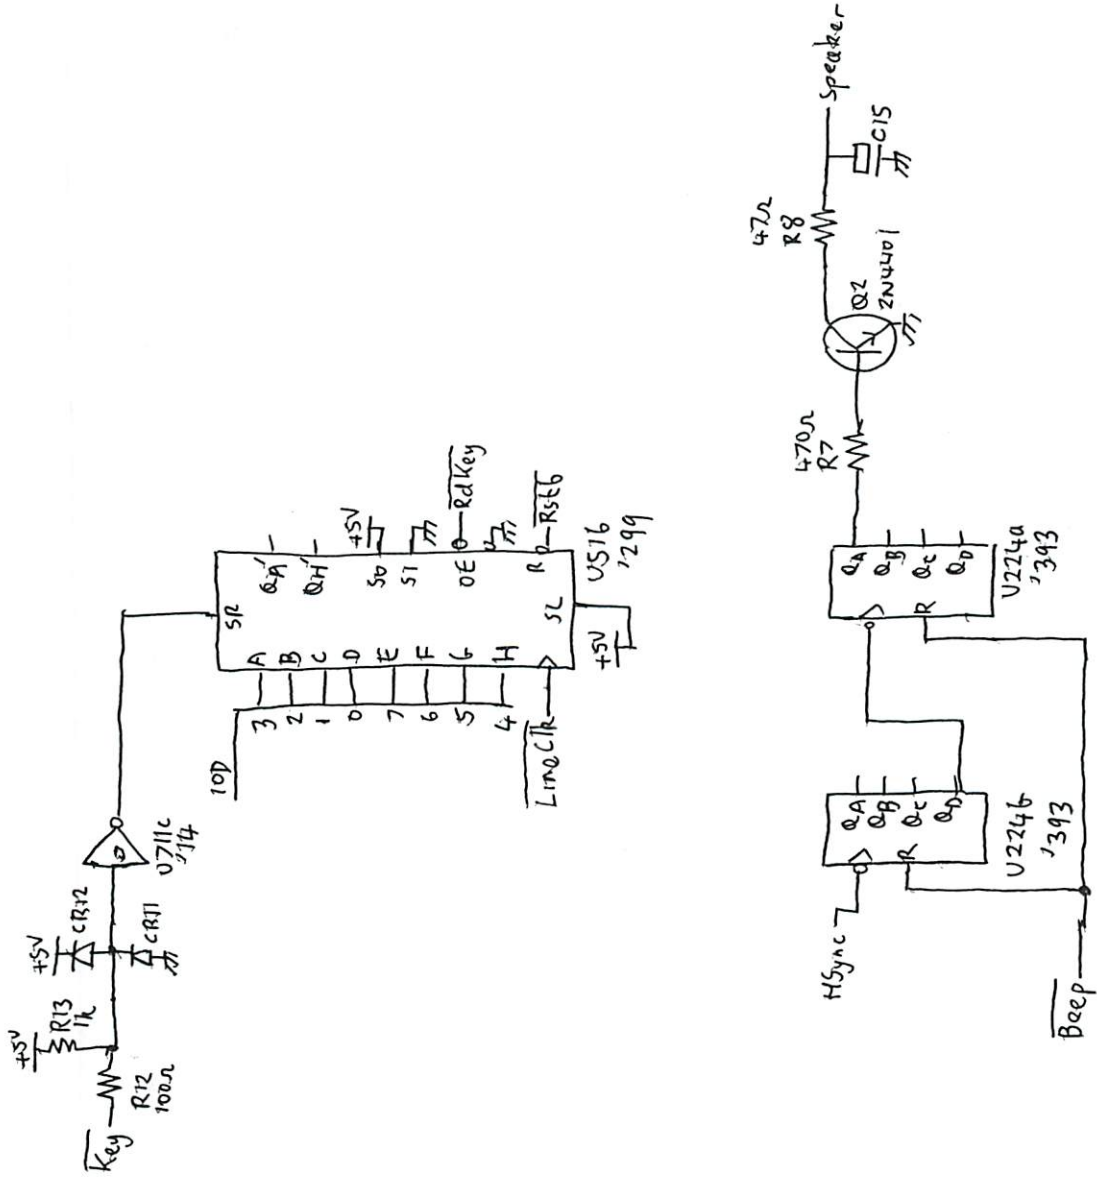 +5V
R13
1k
+5V
CR12
CR11
Key
R12
100Ω
U711c
'14
SR
IOD
3
2
1
0
7
6
5
4
A
B
C
D
E
F
G
H
QA'
QH'
S0
S1
OE
R
SL
+5V
RdKey
Rstb
LineClk
+5V
U516
'299
HSync
Beep
QA
QB
QC
QD
R
U224b
'393
QA
QB
QC
QD
R
U224a
'393
470Ω
R7
Q2
2N4401
47Ω
R8
C15
Speaker